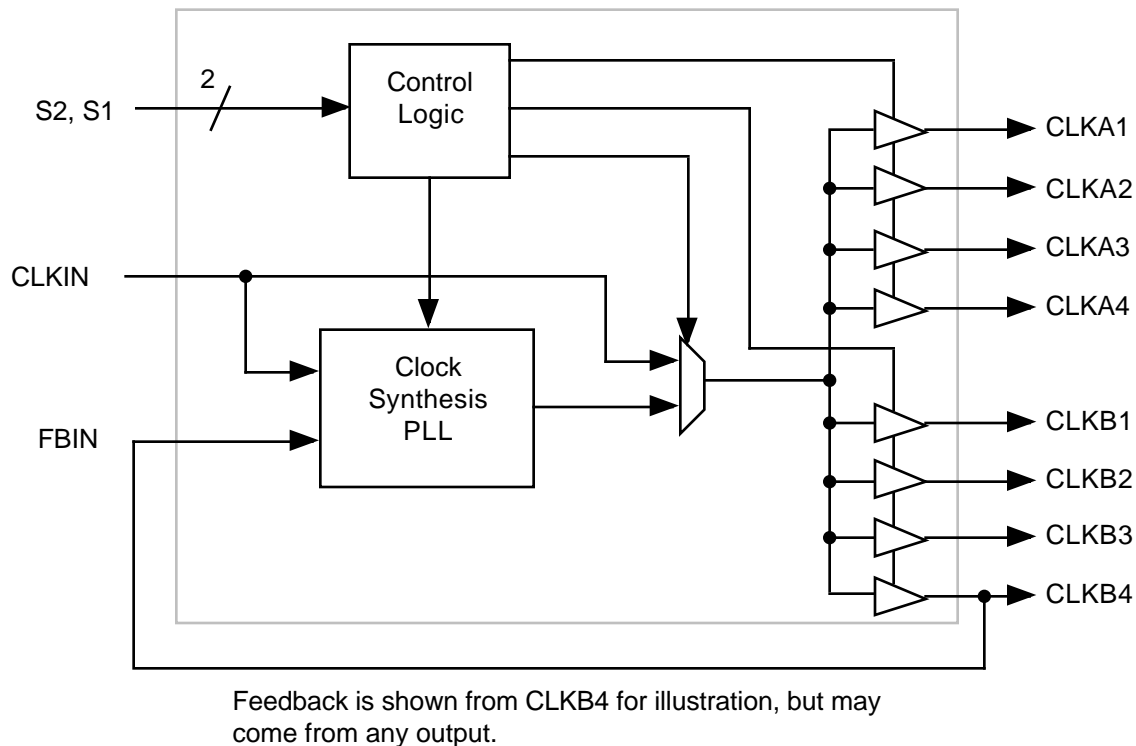 2
Control
Logic
S2, S1
CLKIN
FBIN
Clock
Synthesis
PLL
CLKA1
CLKA2
CLKA3
CLKA4
CLKB1
CLKB2
CLKB3
CLKB4
Feedback is shown from CLKB4 for illustration, but may
come from any output.